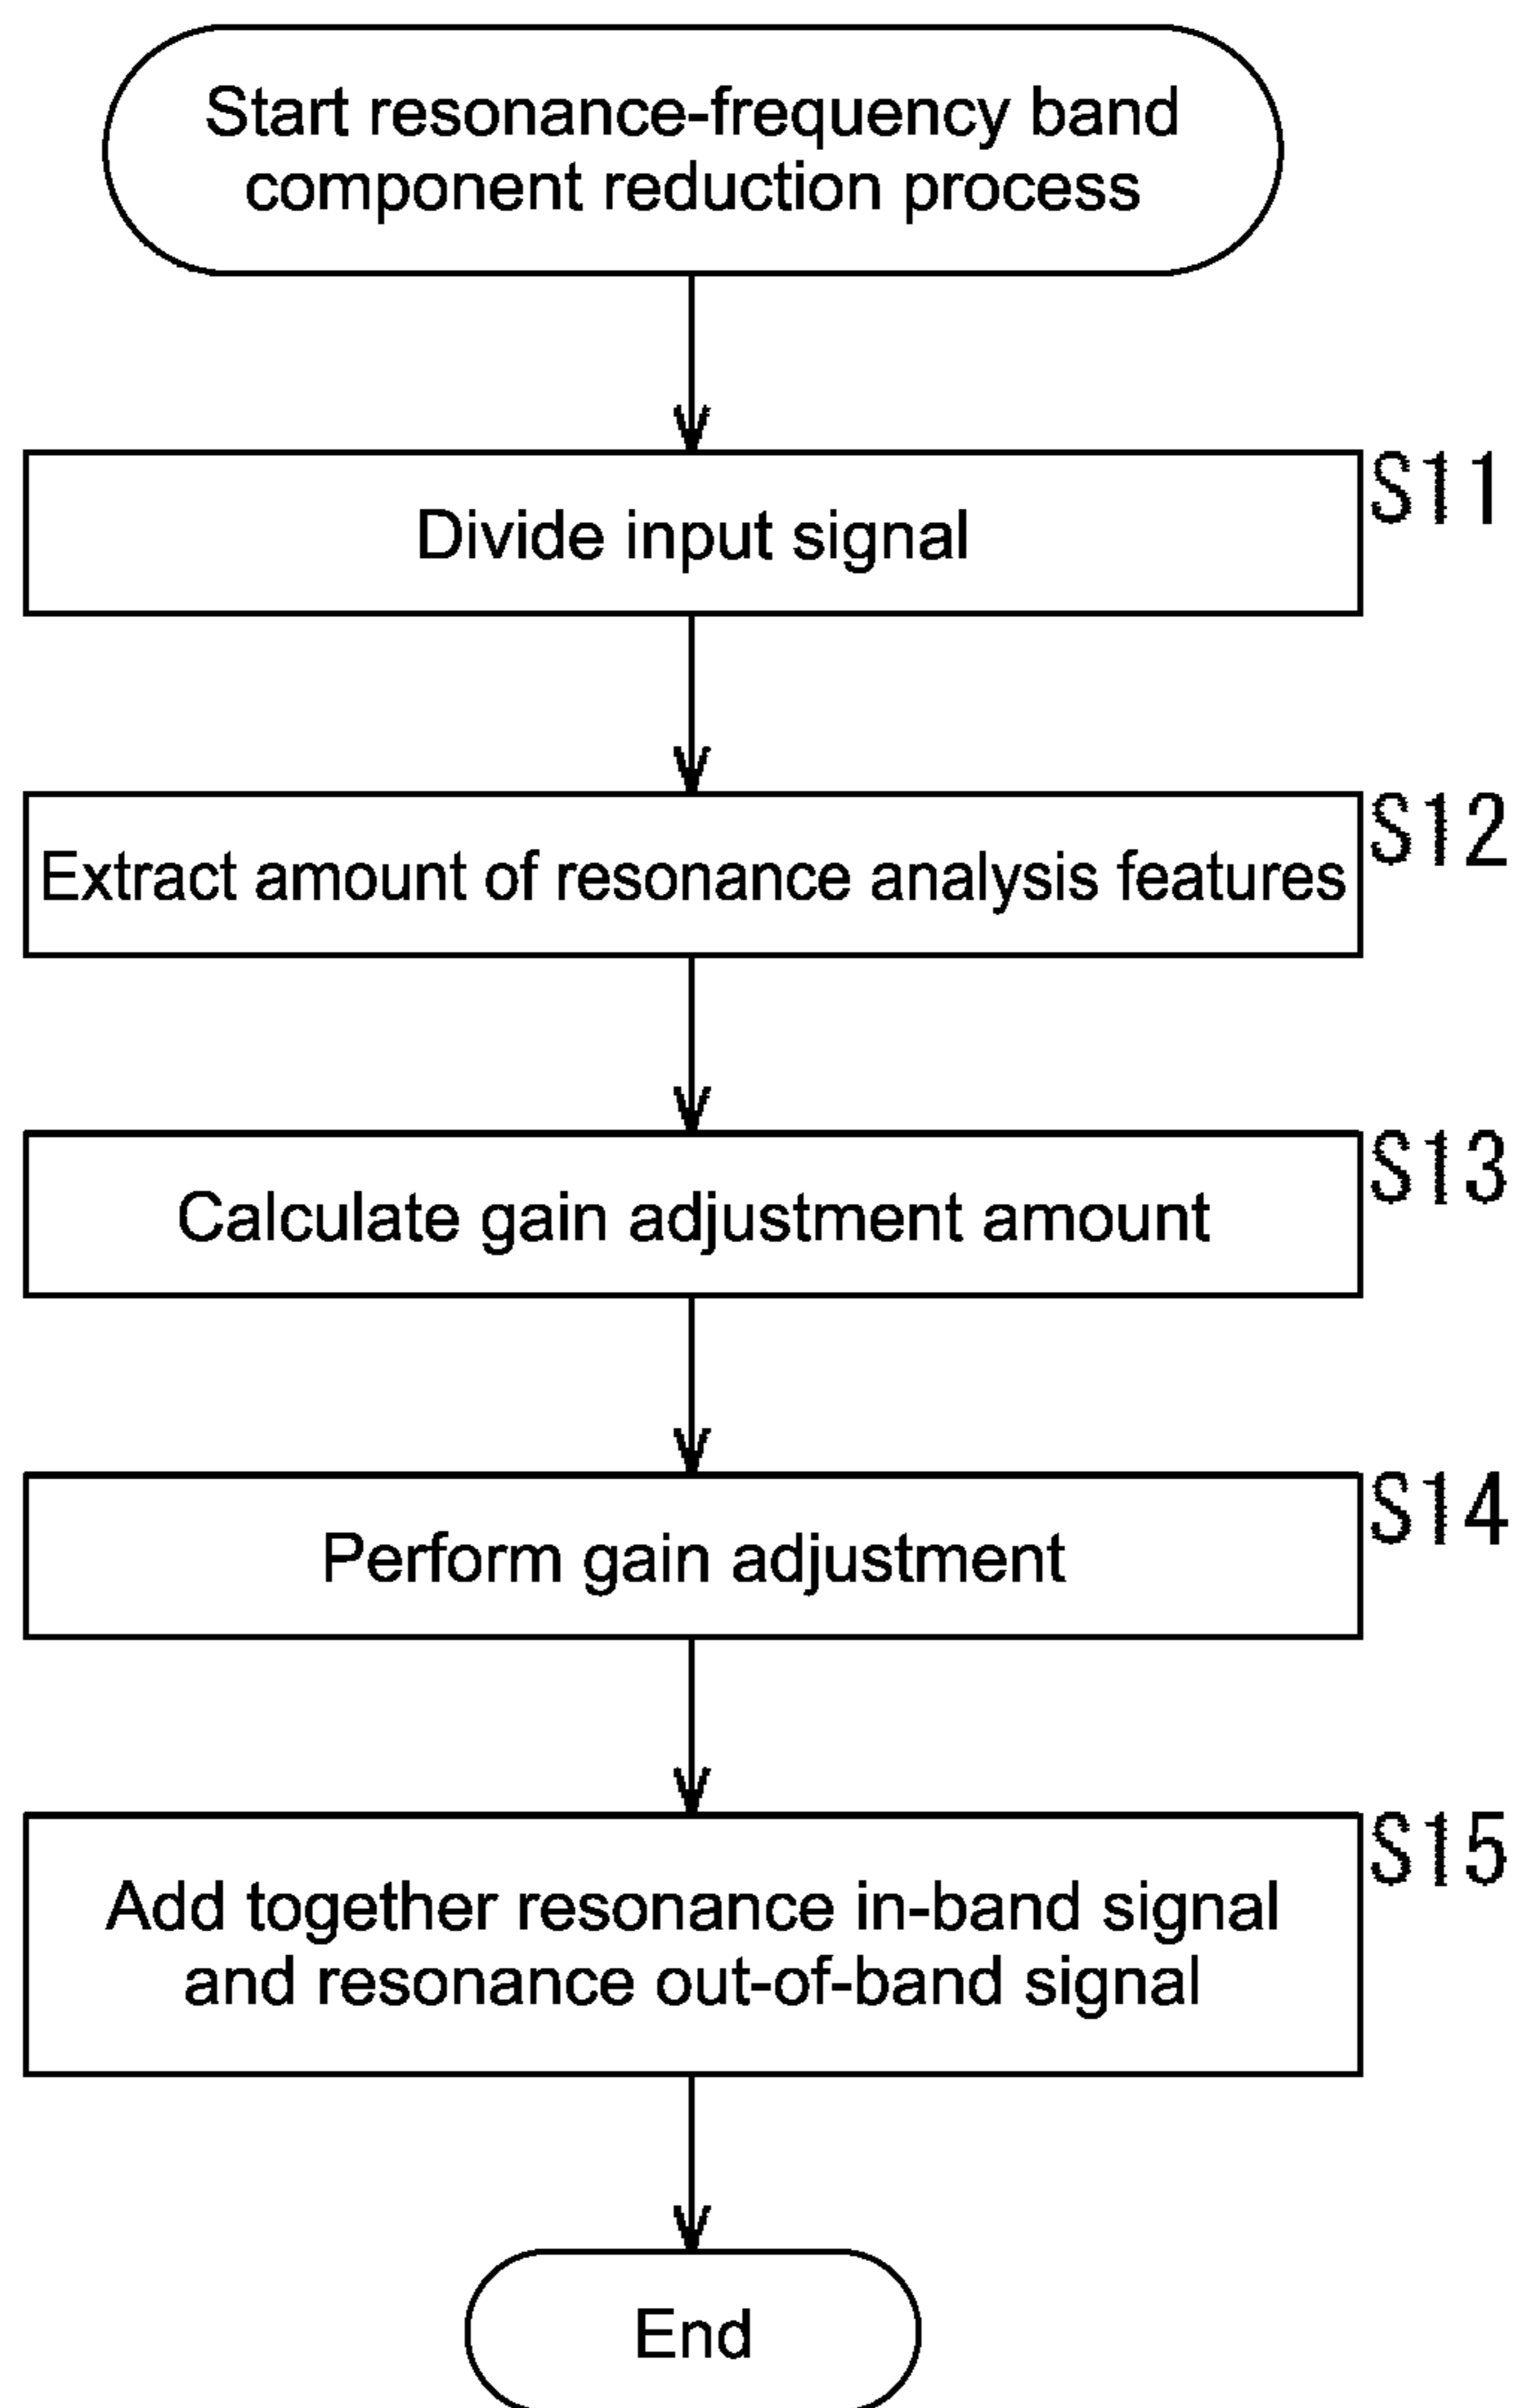 Start resonance-frequency band
component reduction process
S11
Divide input signal
S12
Extract amount of resonance analysis features
S13
Calculate gain adjustment amount
S14
Perform gain adjustment
S15
Add together resonance in-band signal
and resonance out-of-band signal
End